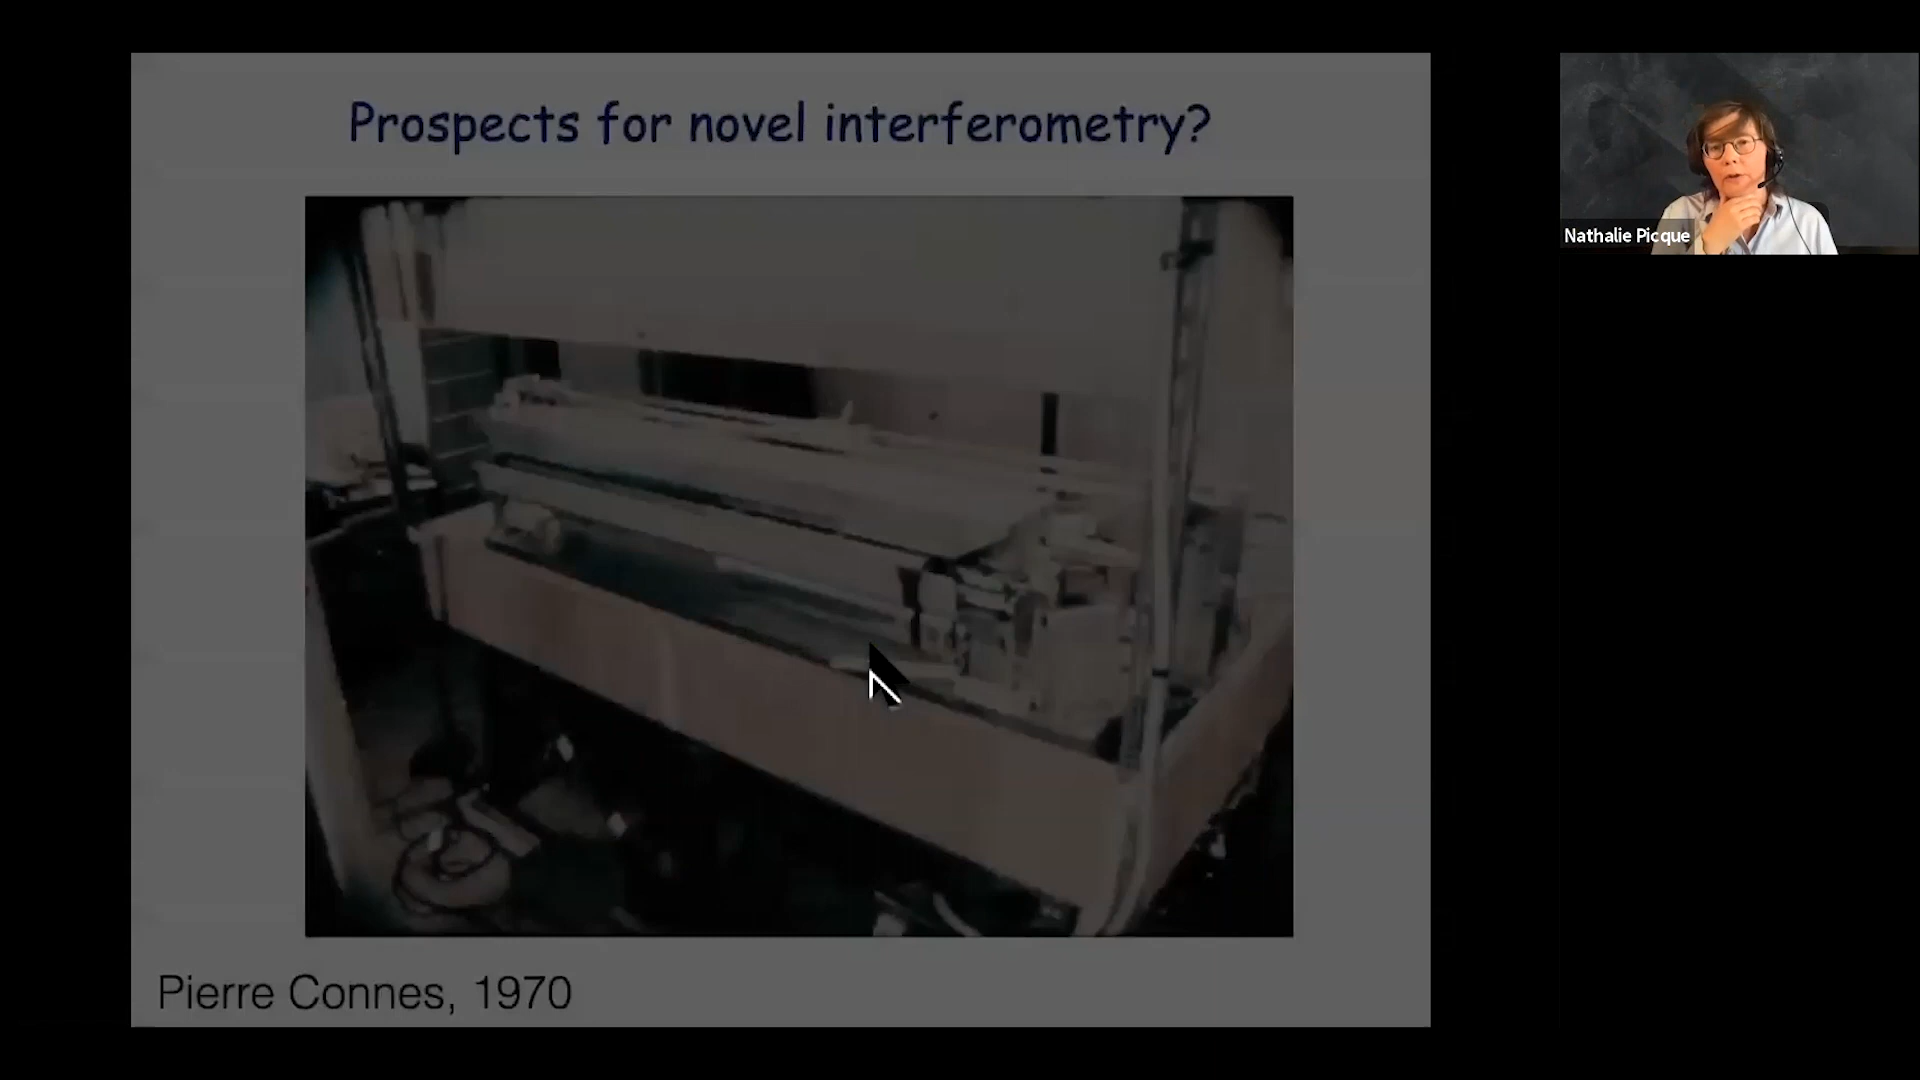 Prospects for novel interferometry?
Nathalie Picque
Pierre Connes, 1970